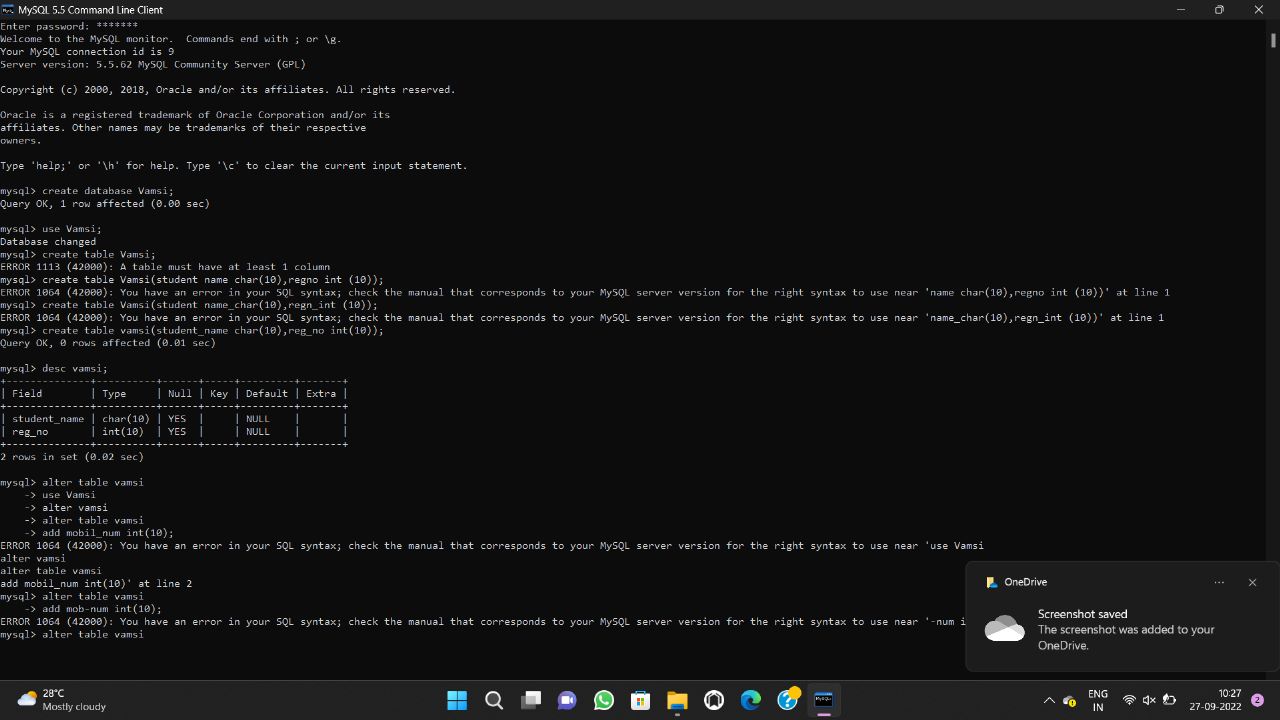 MySQL 5.5 Command Line Client
Enter password: *******
Welcome to the MySQL monitor.  Commands end with ; or \g.
Your MySQL connection id is 9
Server version: 5.5.62 MySQL Community Server (GPL)
Copyright (c) 2000, 2018, Oracle and/or its affiliates. All rights reserved.
Oracle is a registered trademark of Oracle Corporation and/or its
affiliates. Other names may be trademarks of their respective
owners.
Type 'help;' or '\h' for help. Type '\c' to clear the current input statement.
mysql> create database Vamsi;
Query OK, 1 row affected (0.00 sec)
mysql> use Vamsi;
Database changed
mysql> create table Vamsi;
ERROR 1113 (42000): A table must have at least 1 column
mysql> create table Vamsi(student name char(10),regno int (10));
ERROR 1064 (42000): You have an error in your SQL syntax; check the manual that corresponds to your MySQL server version for the right syntax to use near 'name char(10),regno int (10))' at line 1
mysql> create table Vamsi(student name_char(10),regn_int (10));
ERROR 1064 (42000): You have an error in your SQL syntax; check the manual that corresponds to your MySQL server version for the right syntax to use near 'name_char(10),regn_int (10))' at line 1
mysql> create table vamsi(student_name char(10),reg_no int(10));
Query OK, 0 rows affected (0.01 sec)
mysql> desc vamsi;
+--------------+----------+------+-----+---------+-------+
| Field        | Type     | Null | Key | Default | Extra |
+--------------+----------+------+-----+---------+-------+
| student_name | char(10) | YES  |     | NULL    |       |
| reg_no       | int(10)  | YES  |     | NULL    |       |
+--------------+----------+------+-----+---------+-------+
2 rows in set (0.02 sec)
mysql> alter table vamsi
    -> use Vamsi
    -> alter vamsi
    -> alter table vamsi
    -> add mobil_num int(10);
ERROR 1064 (42000): You have an error in your SQL syntax; check the manual that corresponds to your MySQL server version for the right syntax to use near 'use Vamsi
alter vamsi
alter table vamsi
add mobil_num int(10)' at line 2
mysql> alter table vamsi
    -> add mob-num int(10);
ERROR 1064 (42000): You have an error in your SQL syntax; check the manual that corresponds to your MySQL server version for the right syntax to use near '-num i
mysql> alter table vamsi
OneDrive
Screenshot saved
The screenshot was added to your
OneDrive.
28°C
Mostly cloudy
ENG
IN
10:27
27-09-2022
2